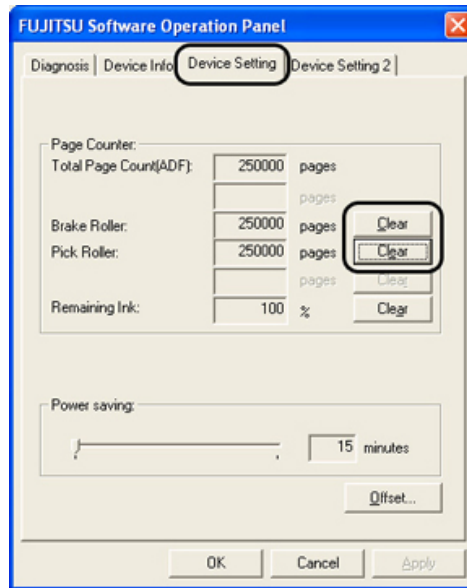 FUJITSU Software Operation Panel
Diagnosis Device Info Device Setting Device Setting 2
Page Counter:
Total Page Count(ADF): 250000 pages
pages
Brake Roller: 250000 pages Clear
Pick Roller: 250000 pages Clear
pages Clear
Remaining Ink: 100 % Clear
Power saving:
15 minutes
Offset...
OK Cancel Apply